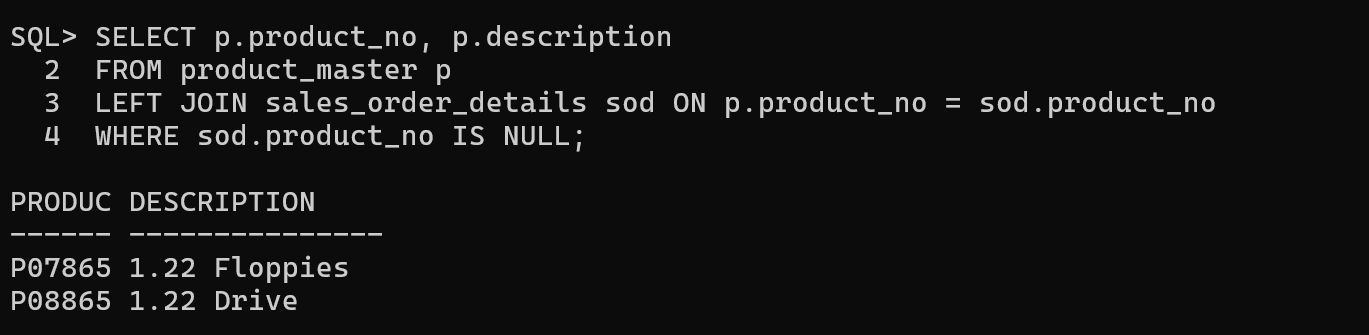 SQL> SELECT p.product_no, p.description
  2  FROM product_master p
  3  LEFT JOIN sales_order_details sod ON p.product_no = sod.product_no
  4  WHERE sod.product_no IS NULL;

PRODUC DESCRIPTION
------ ---------------
P07865 1.22 Floppies
P08865 1.22 Drive